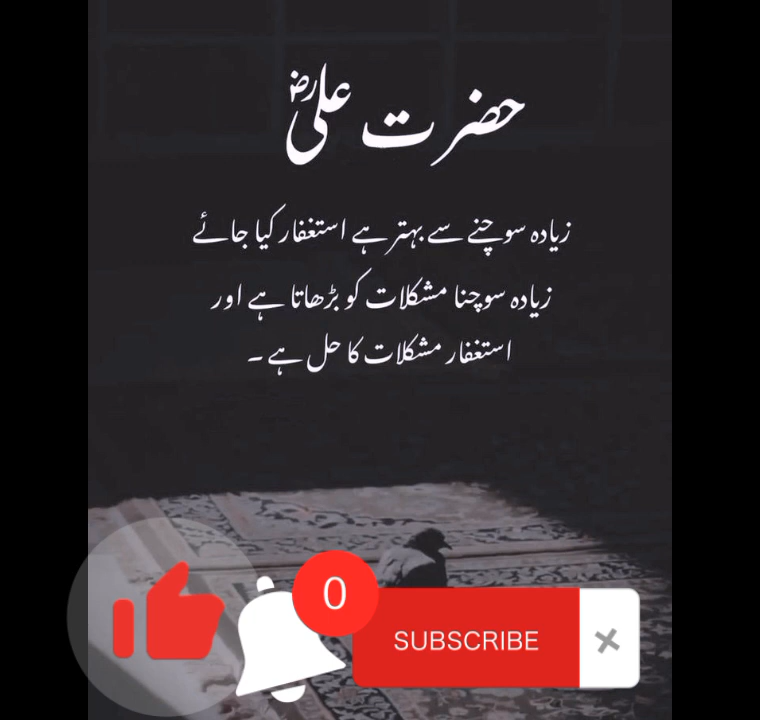 حضرت علیؓ
زیادہ سوچنے سے بہتر ہے استغفار کیا جائے
زیادہ سوچنا مشکلات کو بڑھاتا ہے اور
استغفار مشکلات کا حل ہے ۔
0
SUBSCRIBE